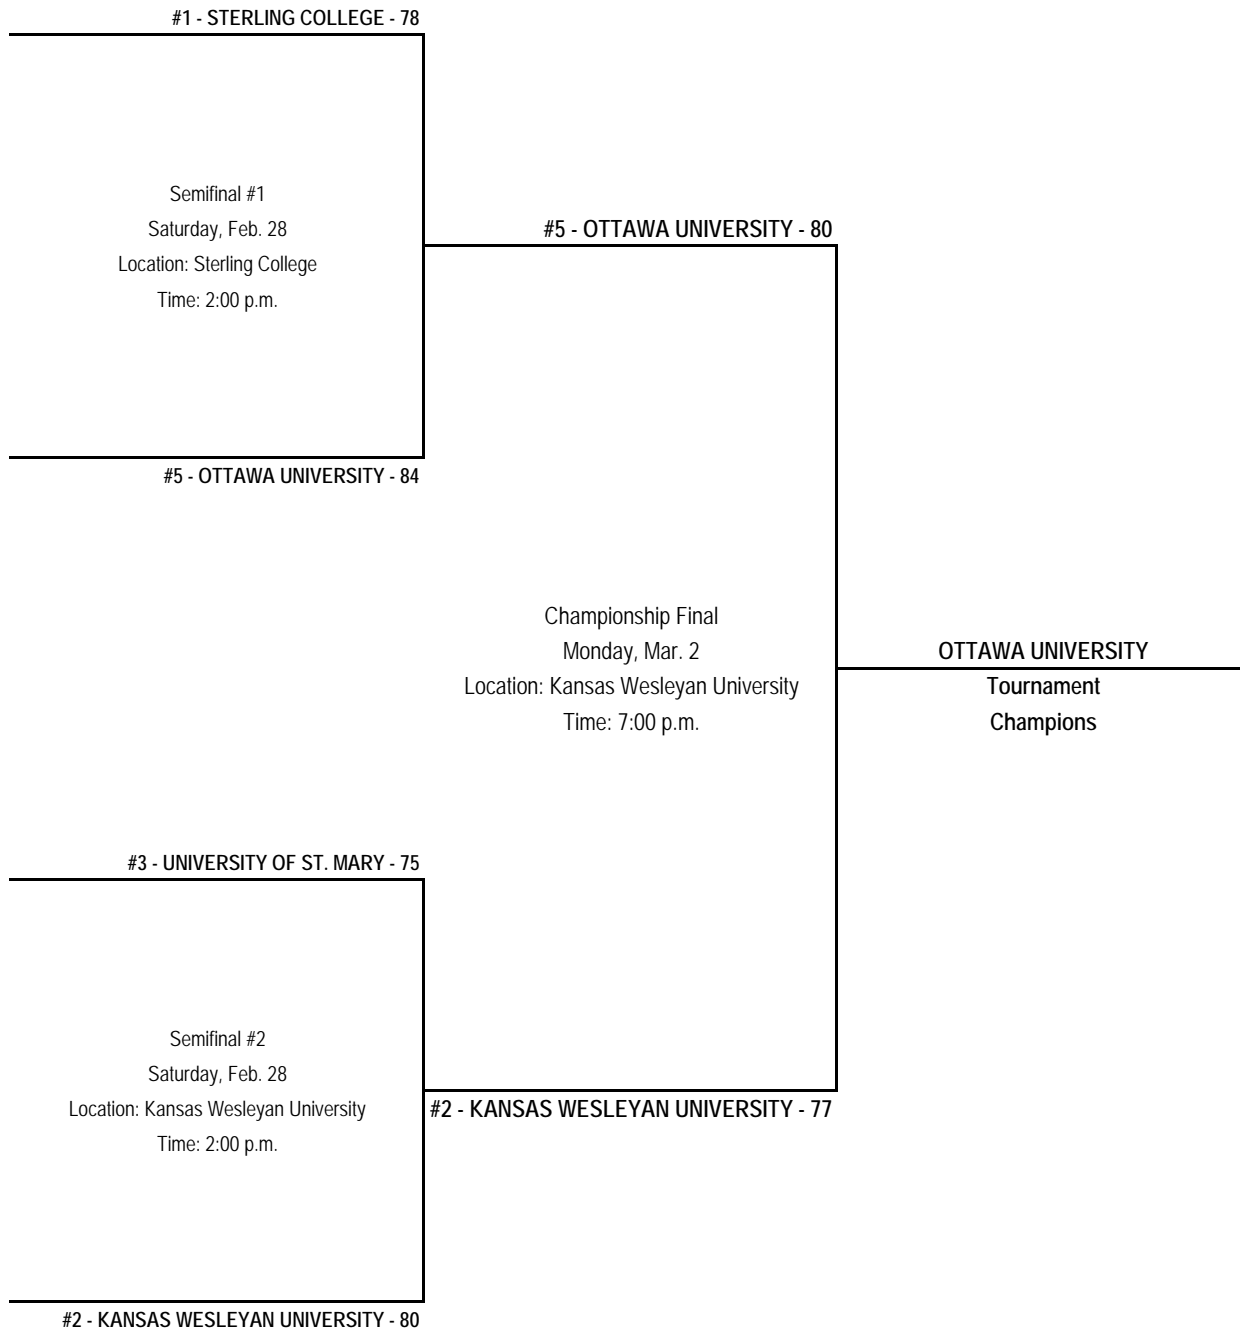 #1 - STERLING COLLEGE - 78
Semifinal #1
Saturday, Feb. 28
Location: Sterling College
Time: 2:00 p.m.
#5 - OTTAWA UNIVERSITY - 84
#5 - OTTAWA UNIVERSITY - 80
Championship Final
Monday, Mar. 2
Location: Kansas Wesleyan University
Time: 7:00 p.m.
OTTAWA UNIVERSITY
Tournament
Champions
#3 - UNIVERSITY OF ST. MARY - 75
Semifinal #2
Saturday, Feb. 28
Location: Kansas Wesleyan University
Time: 2:00 p.m.
#2 - KANSAS WESLEYAN UNIVERSITY - 77
#2 - KANSAS WESLEYAN UNIVERSITY - 80